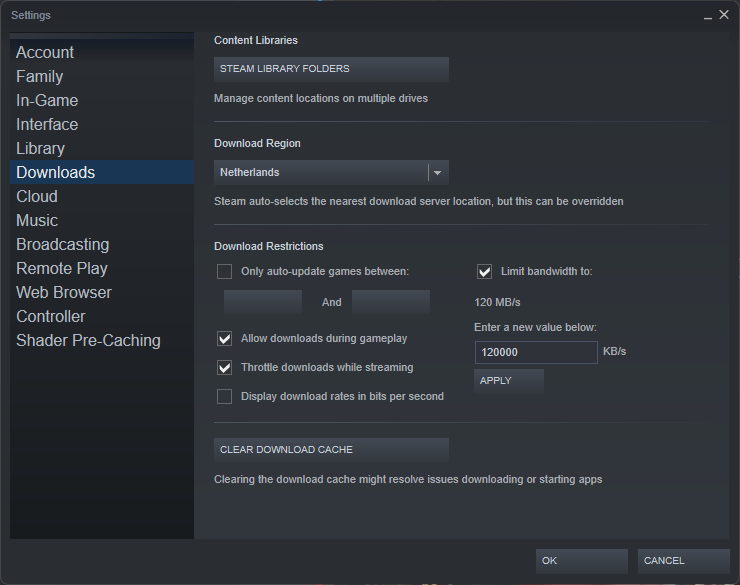 Settings
Account
Family
In-Game
Interface
Library
Downloads
Cloud
Music
Broadcasting
Remote Play
Web Browser
Controller
Shader Pre-Caching
Content Libraries
STEAM LIBRARY FOLDERS
Manage content locations on multiple drives
Download Region
Netherlands
Steam auto-selects the nearest download server location, but this can be overridden
Download Restrictions
Only auto-update games between:
And
Allow downloads during gameplay
Throttle downloads while streaming
Display download rates in bits per second
Limit bandwidth to:
120 MB/s
Enter a new value below:
120000 KB/s
APPLY
CLEAR DOWNLOAD CACHE
Clearing the download cache might resolve issues downloading or starting apps
OK CANCEL